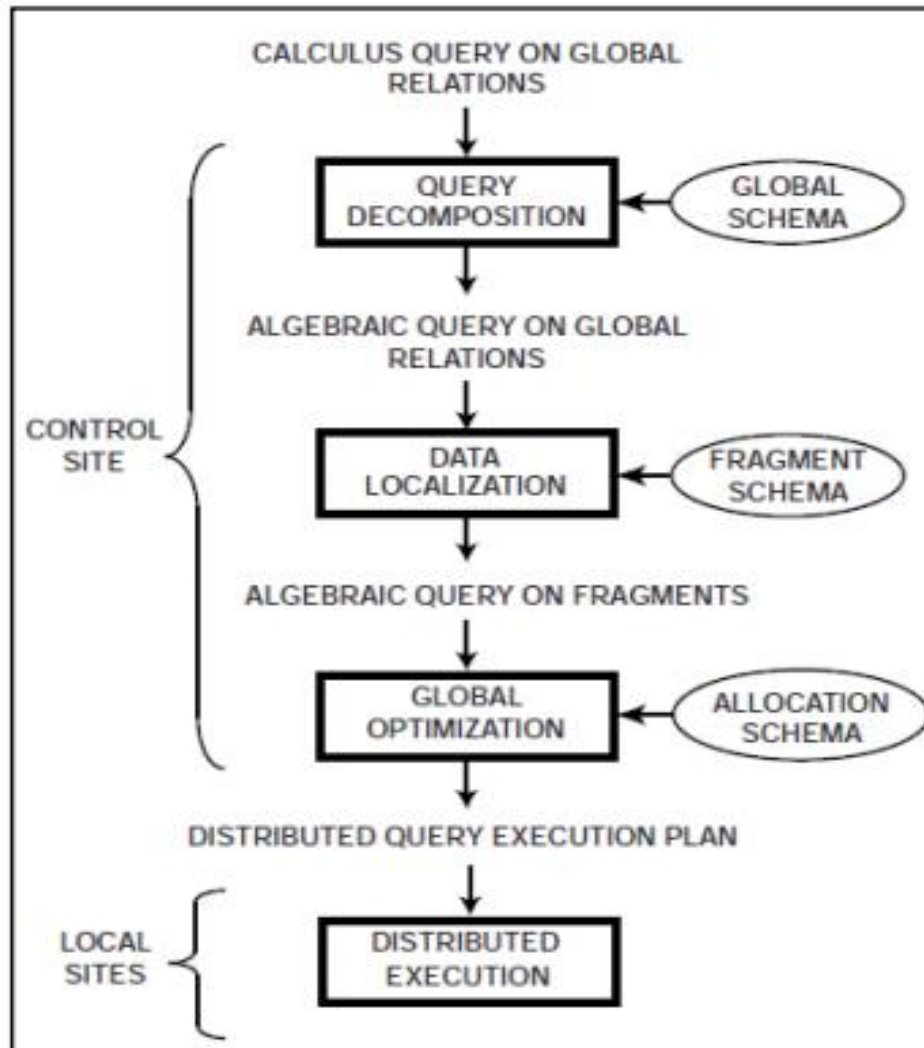 CALCULUS QUERY ON GLOBAL
RELATIONS
QUERY
DECOMPOSITION
GLOBAL
SCHEMA
ALGEBRAIC QUERY ON GLOBAL
RELATIONS
CONTROL
SITE
DATA
LOCALIZATION
FRAGMENT
SCHEMA
ALGEBRAIC QUERY ON FRAGMENTS
GLOBAL
OPTIMIZATION
ALLOCATION
SCHEMA
DISTRIBUTED QUERY EXECUTION PLAN
LOCAL
SITES
DISTRIBUTED
EXECUTION